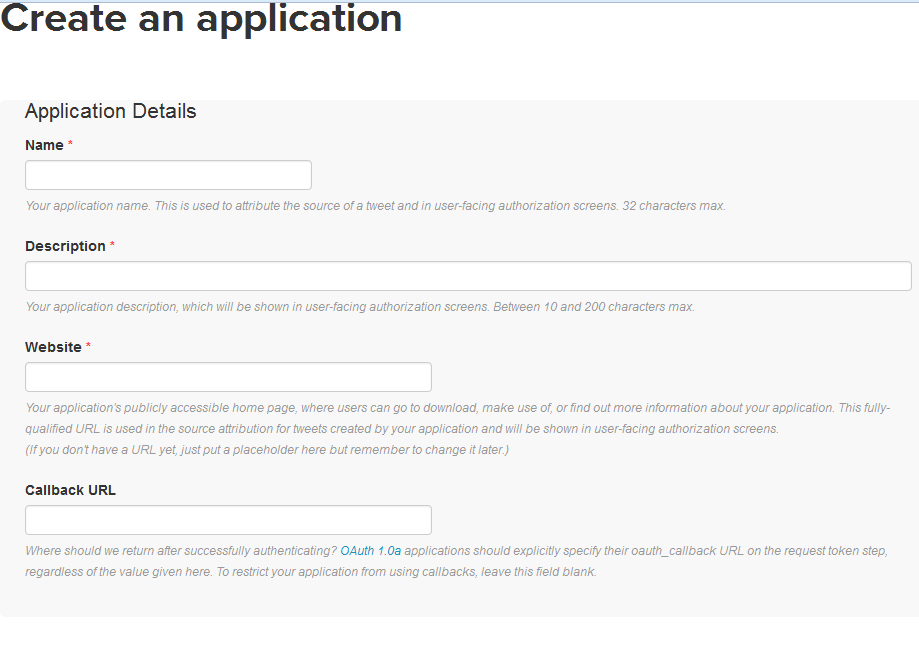 Create an application
Application Details
Name *
Your application name. This is used to attribute the source of a tweet and in user-facing authorization screens. 32 characters max.
Description *
Your application description, which will be shown in user-facing authorization screens. Between 10 and 200 characters max.
Website *
Your application's publicly accessible home page, where users can go to download, make use of, or find out more information about your application. This fully-
qualified URL is used in the source attribution for tweets created by your application and will be shown in user-facing authorization screens.
(If you don't have a URL yet, just put a placeholder here but remember to change it later.)
Callback URL
Where should we return after successfully authenticating? OAuth 1.0a applications should explicitly specify their oauth_callback URL on the request token step,
regardless of the value given here. To restrict your application from using callbacks, leave this field blank.